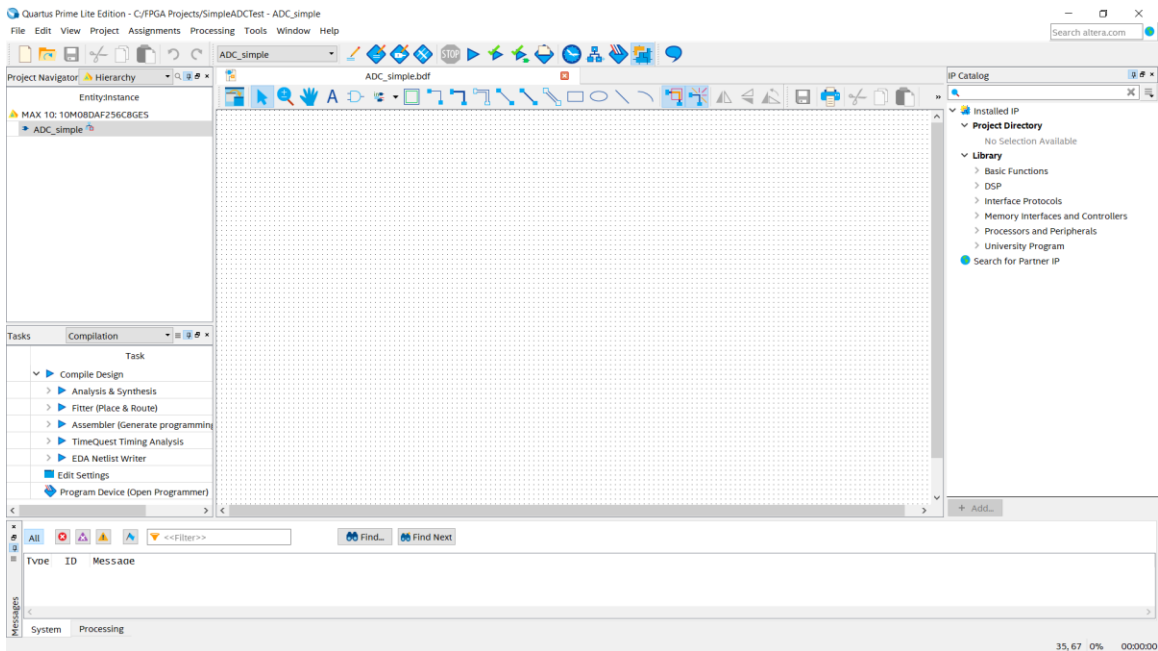 Quartus Prime Lite Edition - C:/FPGA Projects/SimpleADCTest - ADC_simple
File Edit View Project Assignments Processing Tools Window Help
Search altera.com
ADC_simple
STOP
Project Navigator Hierarchy
ADC_simple.bdf
IP Catalog
Entity:Instance
MAX 10: 10M08DAF256C8GES
ADC_simple
A
»
Installed IP
Project Directory
No Selection Available
Library
Basic Functions
DSP
Interface Protocols
Memory Interfaces and Controllers
Processors and Peripherals
University Program
Search for Partner IP
Tasks Compilation
Task
Compile Design
Analysis & Synthesis
Fitter (Place & Route)
Assembler (Generate programming
TimeQuest Timing Analysis
EDA Netlist Writer
Edit Settings
Program Device (Open Programmer)
+ Add...
All <<Filter>> Find... Find Next
Type ID Message
Messages
System Processing
35, 67 0% 00:00:00